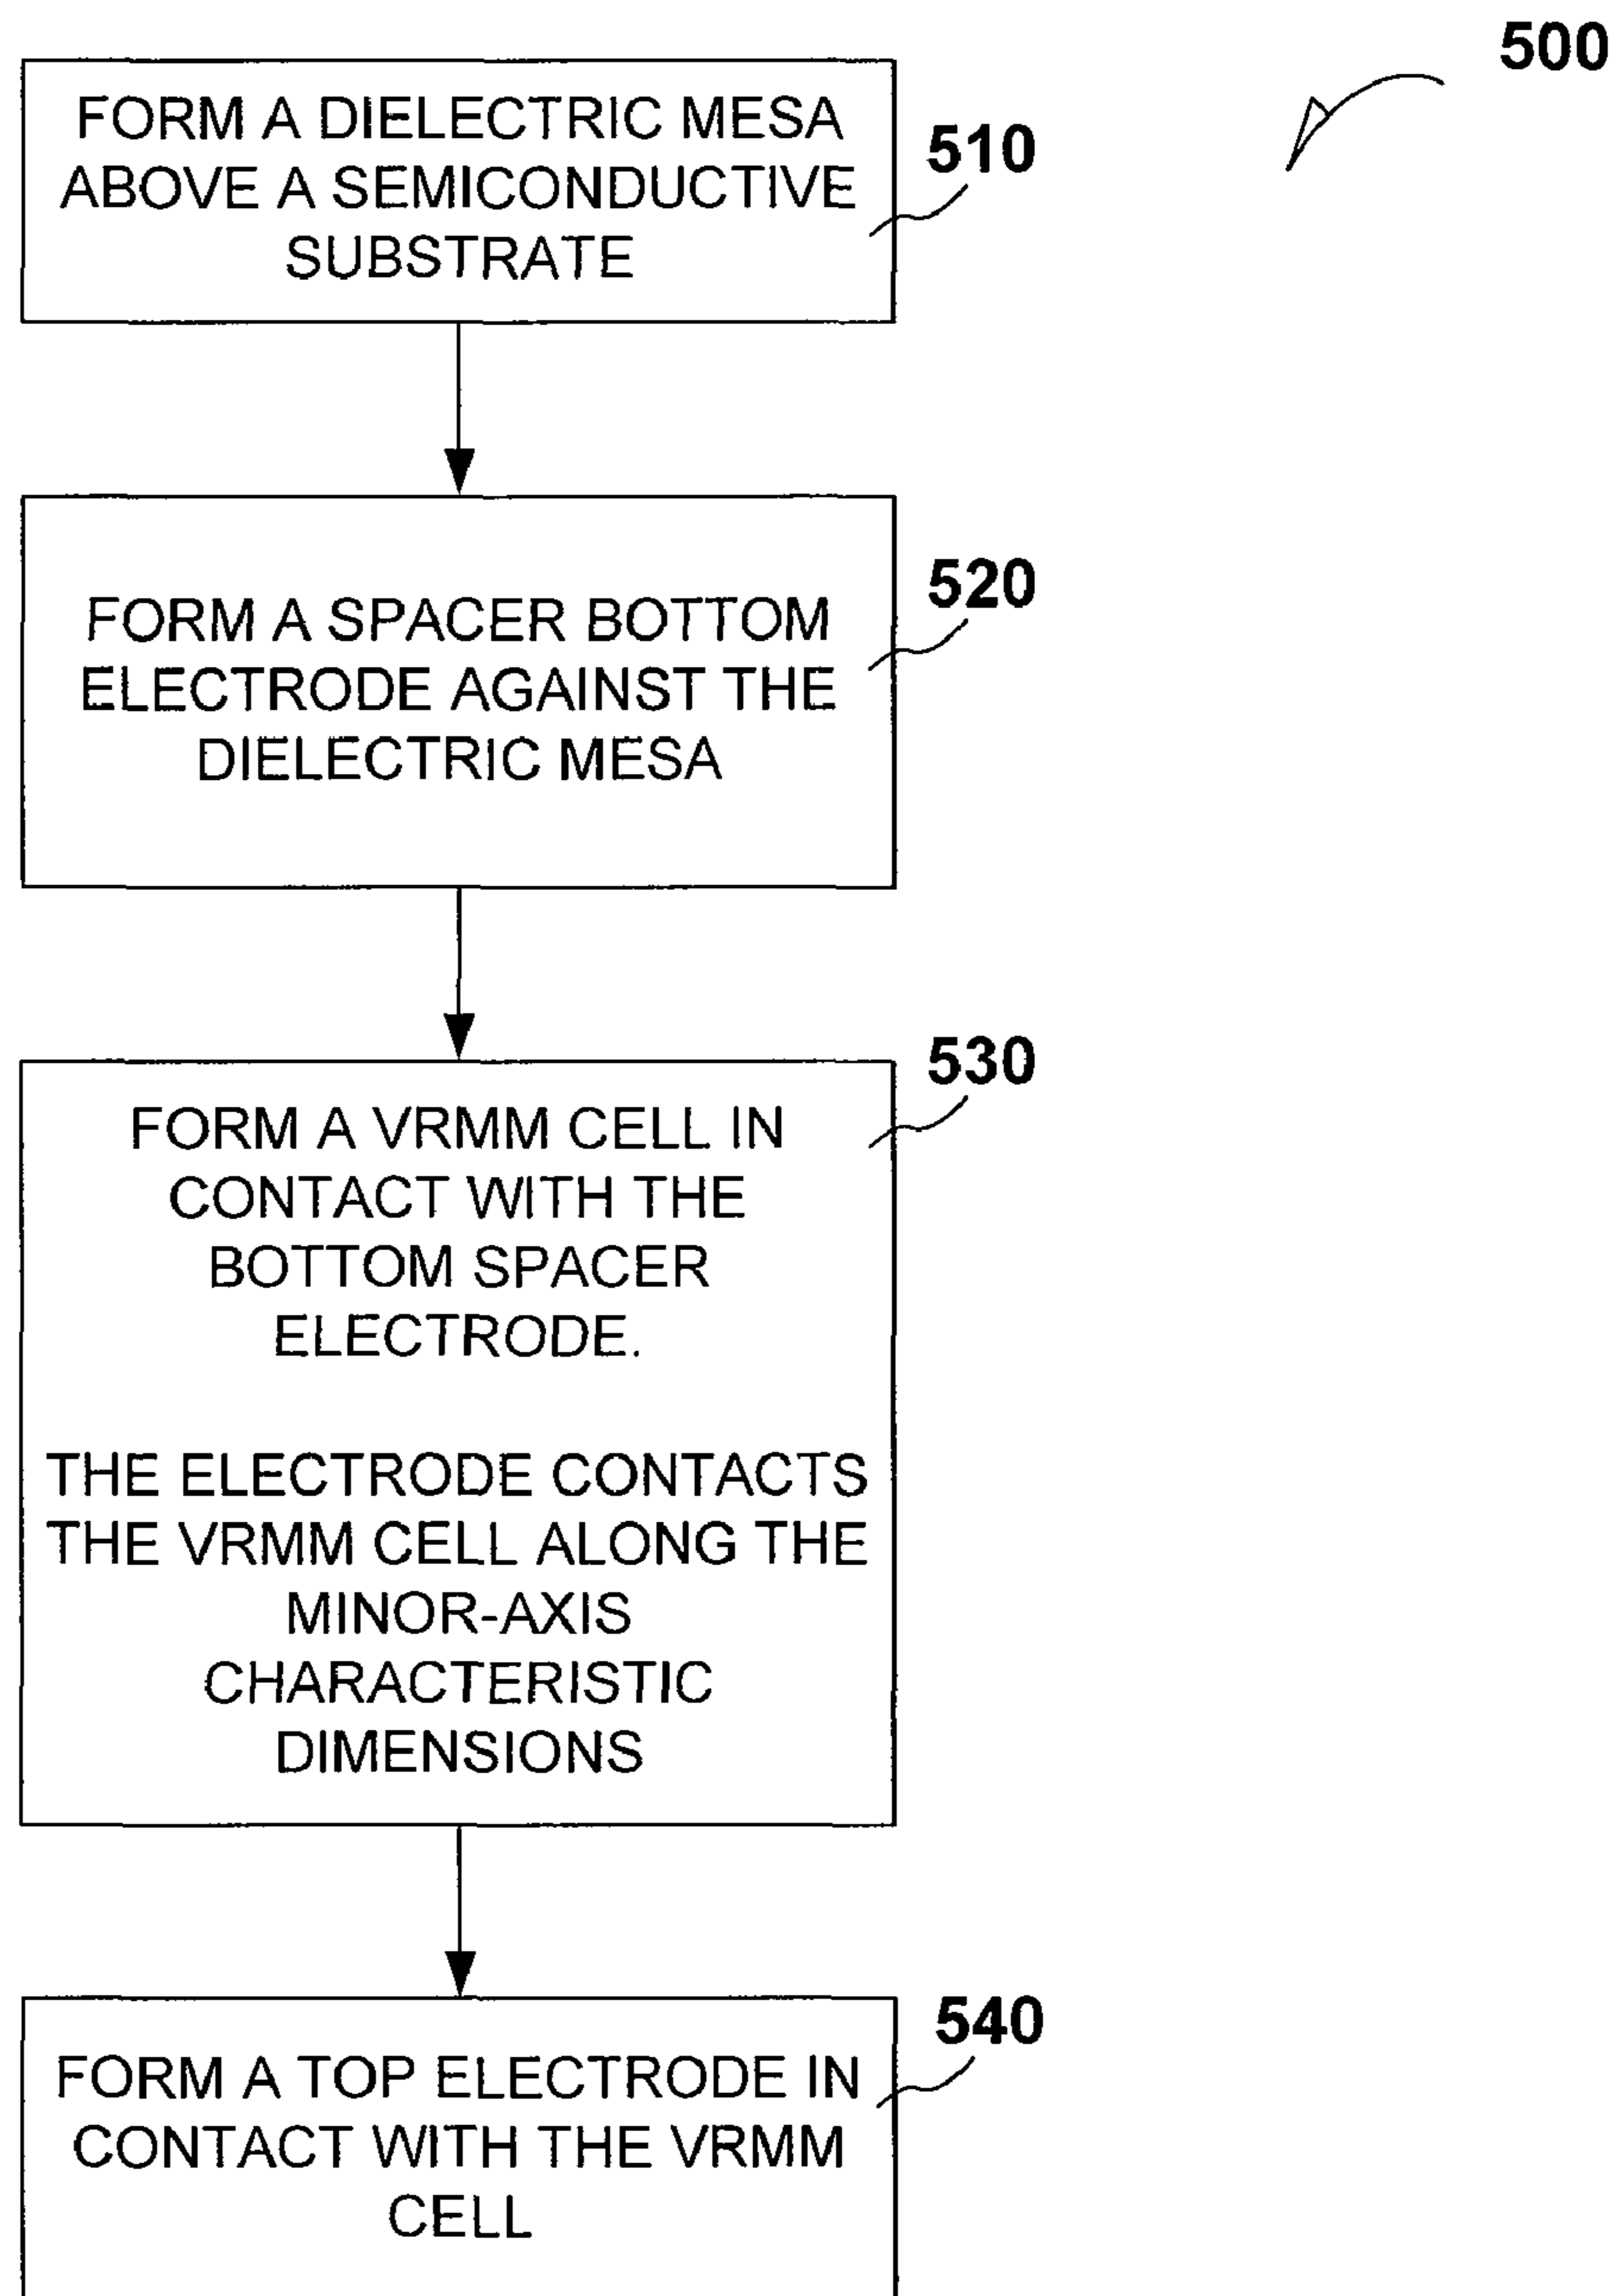 500
FORM A DIELECTRIC MESA
ABOVE A SEMICONDUCTIVE
SUBSTRATE
510
FORM A SPACER BOTTOM
ELECTRODE AGAINST THE
DIELECTRIC MESA
520
FORM A VRMM CELL IN
CONTACT WITH THE
BOTTOM SPACER
ELECTRODE.
THE ELECTRODE CONTACTS
THE VRMM CELL ALONG THE
MINOR-AXIS
CHARACTERISTIC
DIMENSIONS
530
FORM A TOP ELECTRODE IN
CONTACT WITH THE VRMM
CELL
540